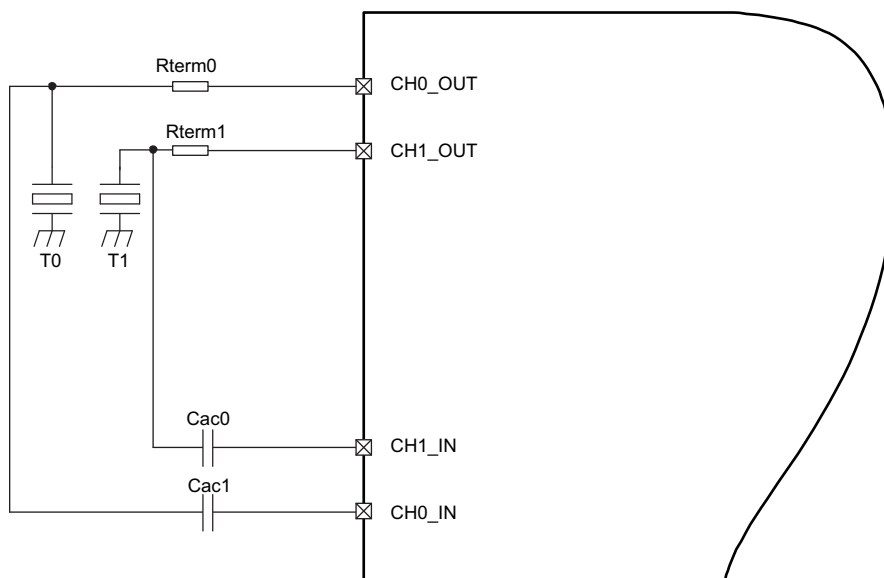 Rterm0
CH0_OUT
Rterm1
CH1_OUT
T0
T1
Cac0
CH1_IN
Cac1
CH0_IN